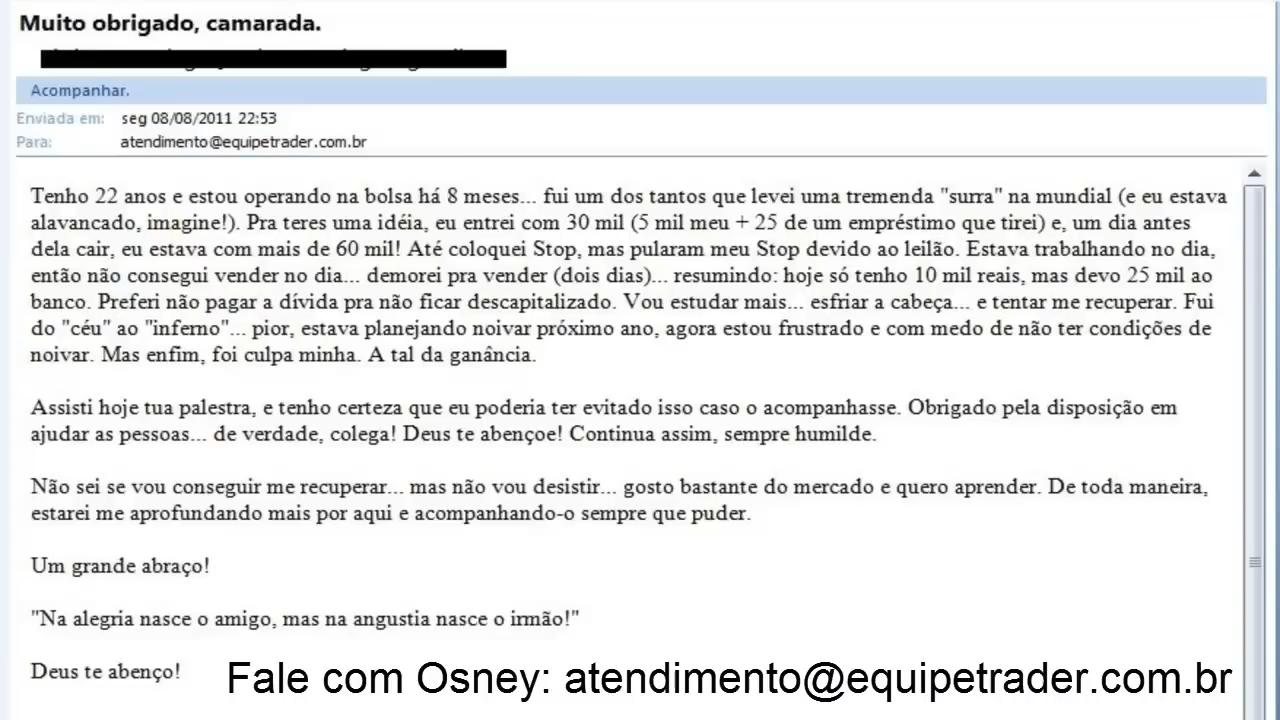 Muito obrigado, camarada.
Acompanhar.
Enviada em: seg 08/08/2011 22:53
Para: atendimento@equipetrader.com.br
Tenho 22 anos e estou operando na bolsa há 8 meses... fui um dos tantos que levei uma tremenda "surra" na mundial (e eu estava
alavancado, imagine!). Pra teres uma idéia, eu entrei com 30 mil (5 mil meu + 25 de um empréstimo que tirei) e, um dia antes
dela cair, eu estava com mais de 60 mil! Até coloquei Stop, mas pularam meu Stop devido ao leilão. Estava trabalhando no dia,
então não consegui vender no dia... demorei pra vender (dois dias)... resumindo: hoje só tenho 10 mil reais, mas devo 25 mil ao
banco. Preferi não pagar a dívida pra não ficar descapitalizado. Vou estudar mais... esfriar a cabeça... e tentar me recuperar. Fui
do "céu" ao "inferno"... pior, estava planejando noivar próximo ano, agora estou frustrado e com medo de não ter condições de
noivar. Mas enfim, foi culpa minha. A tal da ganância.
Assisti hoje tua palestra, e tenho certeza que eu poderia ter evitado isso caso o acompanhasse. Obrigado pela disposição em
ajudar as pessoas... de verdade, colega! Deus te abençoe! Continua assim, sempre humilde.
Não sei se vou conseguir me recuperar... mas não vou desistir... gosto bastante do mercado e quero aprender. De toda maneira,
estarei me aprofundando mais por aqui e acompanhando-o sempre que puder.
Um grande abraço!
"Na alegria nasce o amigo, mas na angustia nasce o irmão!"
Deus te abenço!
Fale com Osney: atendimento@equipetrader.com.br